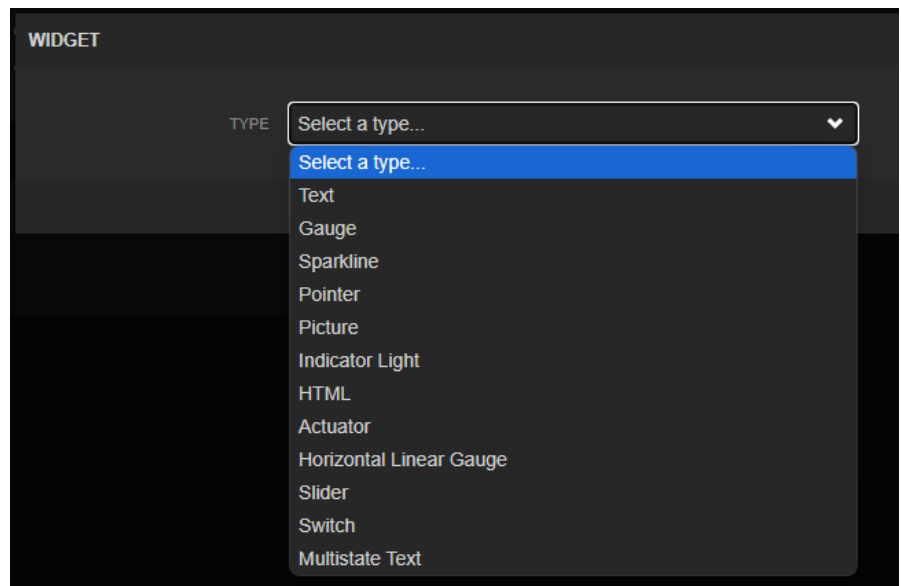 WIDGET
TYPE Select a type...
Select a type...
Text
Gauge
Sparkline
Pointer
Picture
Indicator Light
HTML
Actuator
Horizontal Linear Gauge
Slider
Switch
Multistate Text